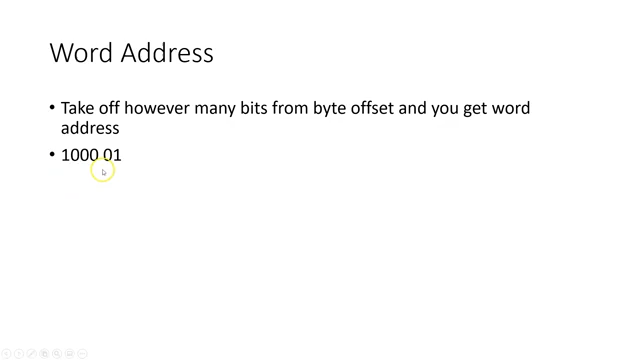 Word Address
• Take off however many bits from byte offset and you get word
address
• 1000 01